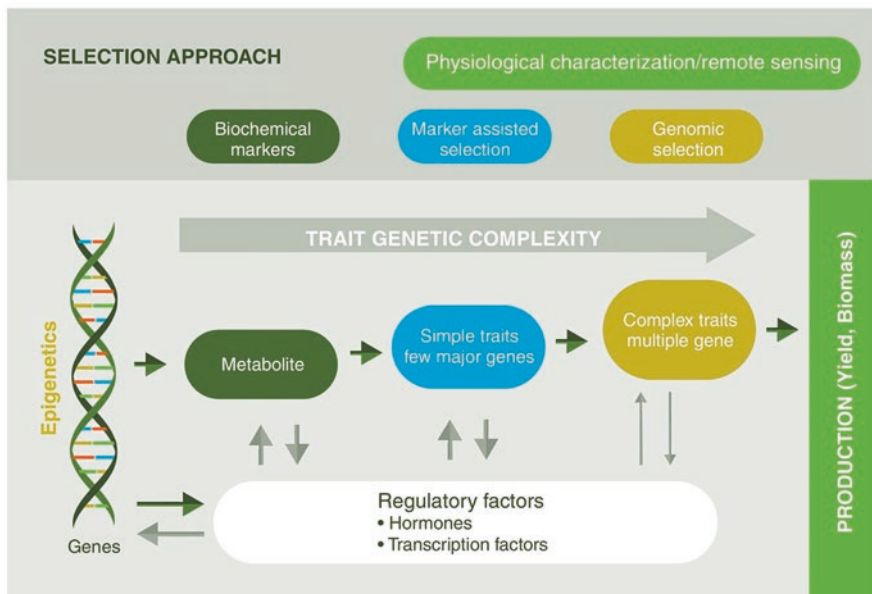 SELECTION APPROACH
Physiological characterization/remote sensing
Biochemical
markers
Marker assisted
selection
Genomic
selection
TRAIT GENETIC COMPLEXITY
Epigenetics
Metabolite
Simple traits
few major genes
Complex traits
multiple gene
PRODUCTION (Yield, Biomass)
Regulatory factors
• Hormones
• Transcription factors
Genes